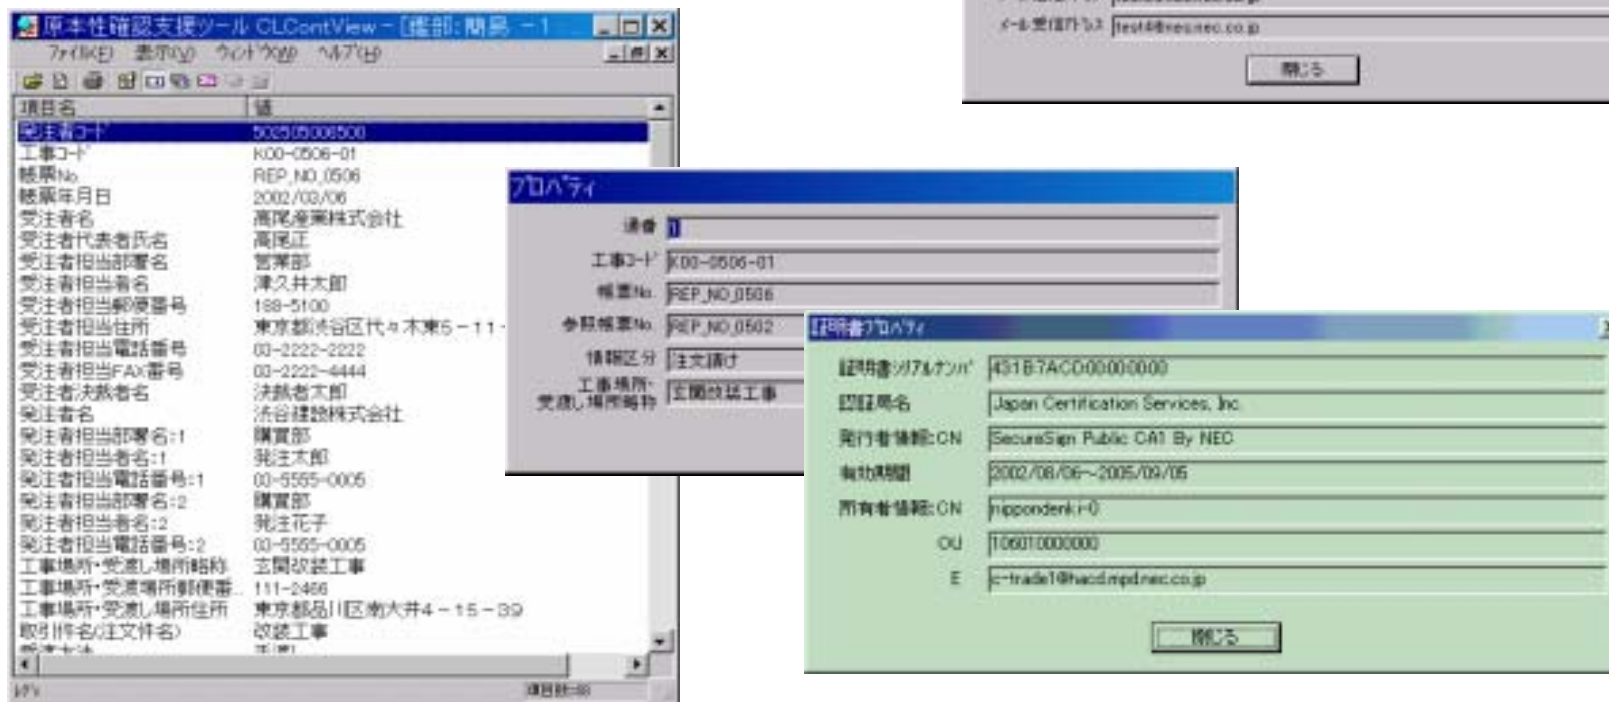 原本性確認支援ツール CLContView - [鑑部:簡易 -1
ファイル(F) 表示(V) ウィンドウ(W) ヘルプ(H)
項目名 値
発注者コード 502505006500
工事コード K00-0506-01
帳票No REP_NO_0506
帳票年月日 2002/03/06
受注者名 高尾産業株式会社
受注者代表者氏名 高尾正
受注者担当部署名 営業部
受注者担当者名 津久井太郎
受注者担当郵便番号 188-5100
受注者担当住所 東京都渋谷区代々木東5-11-
受注者担当電話番号 03-2222-2222
受注者担当FAX番号 03-2222-4444
受注者決裁者名 決裁者太郎
発注者名 渋谷建設株式会社
発注者担当部署名:1 購買部
発注者担当者名:1 発注太郎
発注者担当電話番号:1 03-5555-0005
発注者担当部署名:2 購買部
発注者担当者名:2 発注花子
発注者担当電話番号:2 03-5555-0005
工事場所・受渡し場所略称 玄関改装工事
工事場所・受渡場所郵便番... 111-2466
工事場所・受渡し場所住所 東京都品川区南大井4-15-39
取引件名(注文件名) 改装工事
項目数:88
メール受信アドレス test4@nes.nec.co.jp
閉じる
プロパティ
通番 1
工事コード K00-0506-01
帳票No. REP_NO_0506
参照帳票No. REP_NO_0502
情報区分 注文請け
工事場所・
受渡し場所略称 玄関改装工事
証明書プロパティ
証明書シリアルナンバ 431B7ACD00000000
認証局名 Japan Certification Services, Inc.
発行者情報:CN SecureSign Public CA1 By NEC
有効期間 2002/08/06~2005/09/05
所有者情報:CN nippondenki-0
OU 106010000000
E c-trade1@hacd.mpd.nec.co.jp
閉じる